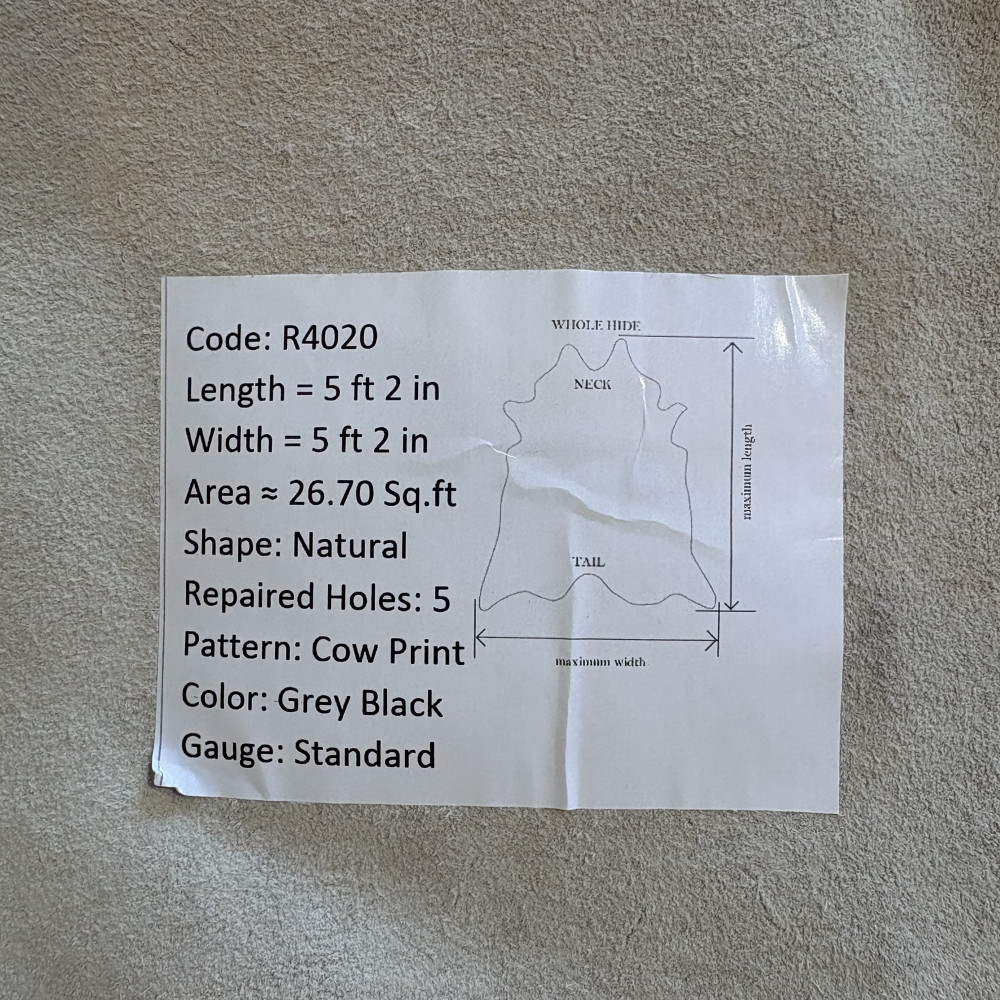 Code: R4020
Length = 5 ft 2 in
Width = 5 ft 2 in
Area ≈ 26.70 Sq.ft
Shape: Natural
Repaired Holes: 5
Pattern: Cow Print
Color: Grey Black
Gauge: Standard
WHOLE HIDE
NECK
maximum length
TAIL
maximum width